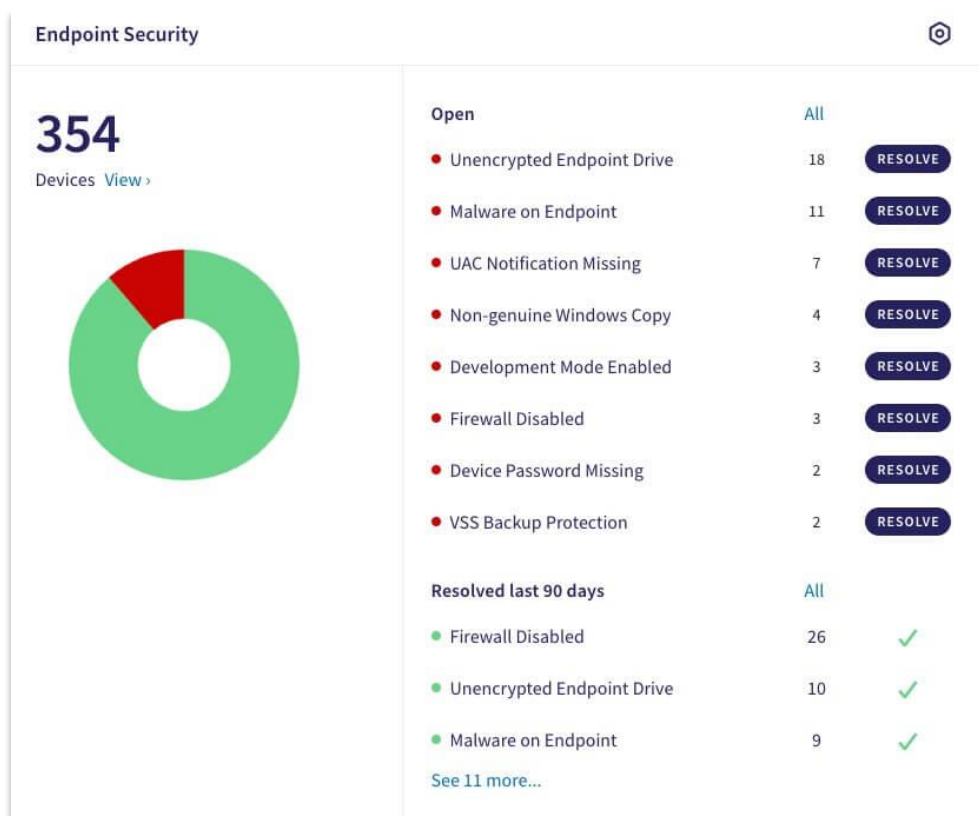 Endpoint Security
354
Devices View ›
Open All
Unencrypted Endpoint Drive 18 RESOLVE
Malware on Endpoint 11 RESOLVE
UAC Notification Missing 7 RESOLVE
Non-genuine Windows Copy 4 RESOLVE
Development Mode Enabled 3 RESOLVE
Firewall Disabled 3 RESOLVE
Device Password Missing 2 RESOLVE
VSS Backup Protection 2 RESOLVE
Resolved last 90 days All
Firewall Disabled 26
Unencrypted Endpoint Drive 10
Malware on Endpoint 9
See 11 more...